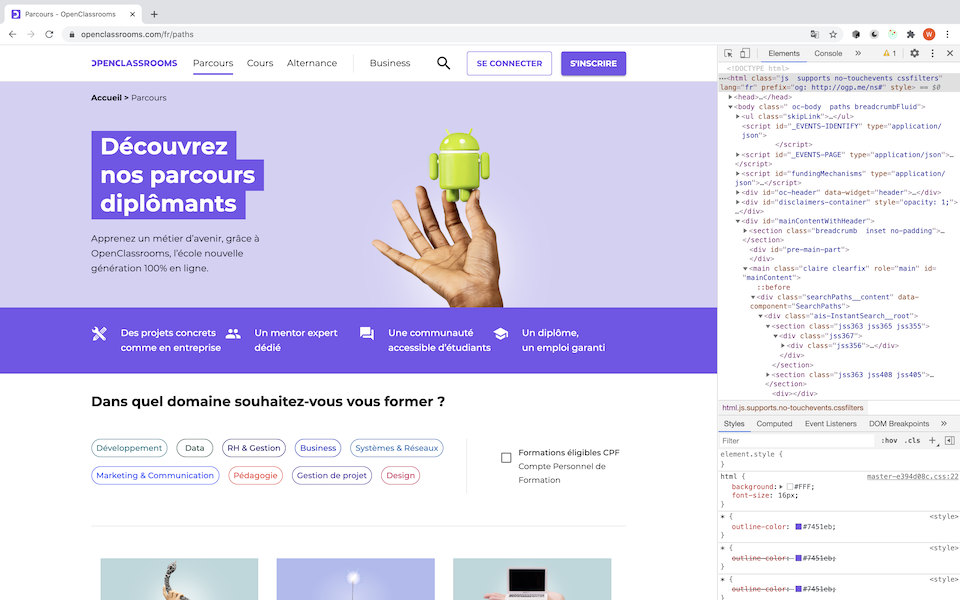 Parcours - OpenClassrooms
openclassrooms.com/fr/paths
W
OPENCLASSROOMS
Parcours
Cours
Alternance
Business
SE CONNECTER
S'INSCRIRE
Accueil > Parcours
Découvrez
nos parcours
diplômants
Apprenez un métier d'avenir, grâce à
OpenClassrooms, l'école nouvelle
génération 100% en ligne.
Des projets concrets
comme en entreprise
Un mentor expert
dédié
Une communauté
accessible d'étudiants
Un diplôme,
un emploi garanti
Dans quel domaine souhaitez-vous vous former ?
Développement
Data
RH & Gestion
Business
Systèmes & Réseaux
Marketing & Communication
Pédagogie
Gestion de projet
Design
Formations éligibles CPF
Compte Personnel de
Formation
Elements
Console
»
1
<!DOCTYPE html>
<html class="js supports no-touchevents cssfilters"
lang="fr" prefix="og: http://ogp.me/ns#" style> == $0
<head>…</head>
<body class=" oc-body paths breadcrumbFluid">
<ul class="skipLink">…</ul>
<script id="_EVENTS-IDENTIFY" type="application/
json">
</script>
<script id="_EVENTS-PAGE" type="application/json">…
</script>
<script id="fundingMechanisms" type="application/
json">…</script>
<div id="oc-header" data-widget="header">…</div>
<div id="disclaimers-container" style="opacity: 1;">
…</div>
<div id="mainContentWithHeader">
<section class="breadcrumb inset no-padding">…
</section>
<div id="pre-main-part">
</div>
<main class="claire clearfix" role="main" id=
"mainContent">
::before
<div class="searchPaths__content" data-
component="SearchPaths">
<div class="ais-InstantSearch__root">
<section class="jss363 jss365 jss355">
<div class="jss367">
<div class="jss356">…</div>
</div>
</section>
<section class="jss363 jss408 jss405">…
</section>
<div></div>
html.js.supports.no-touchevents.cssfilters
Styles
Computed
Event Listeners
DOM Breakpoints
»
Filter
:hov
.cls
+
element.style {
}
html {
master-e394d08c.css:22
background: #FFF;
font-size: 16px;
}
* {
<style>
outline-color: #7451eb;
}
* {
<style>
outline-color: #7451eb;
}
* {
<style>
outline-color: #7451eb;